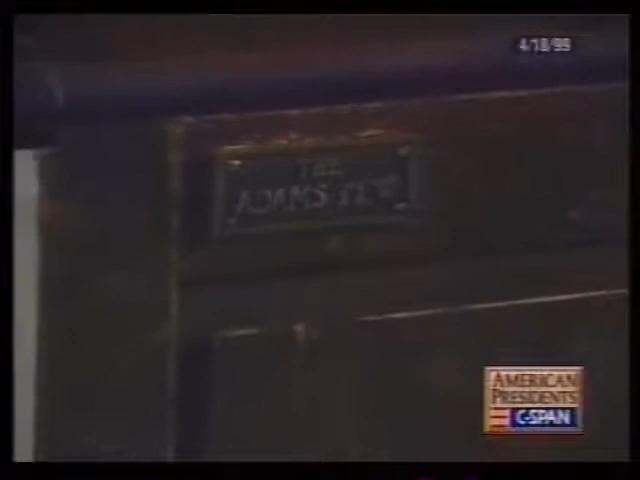 4/18/99
THE
ADAMS PEW
AMERICAN
PRESIDENTS
C-SPAN